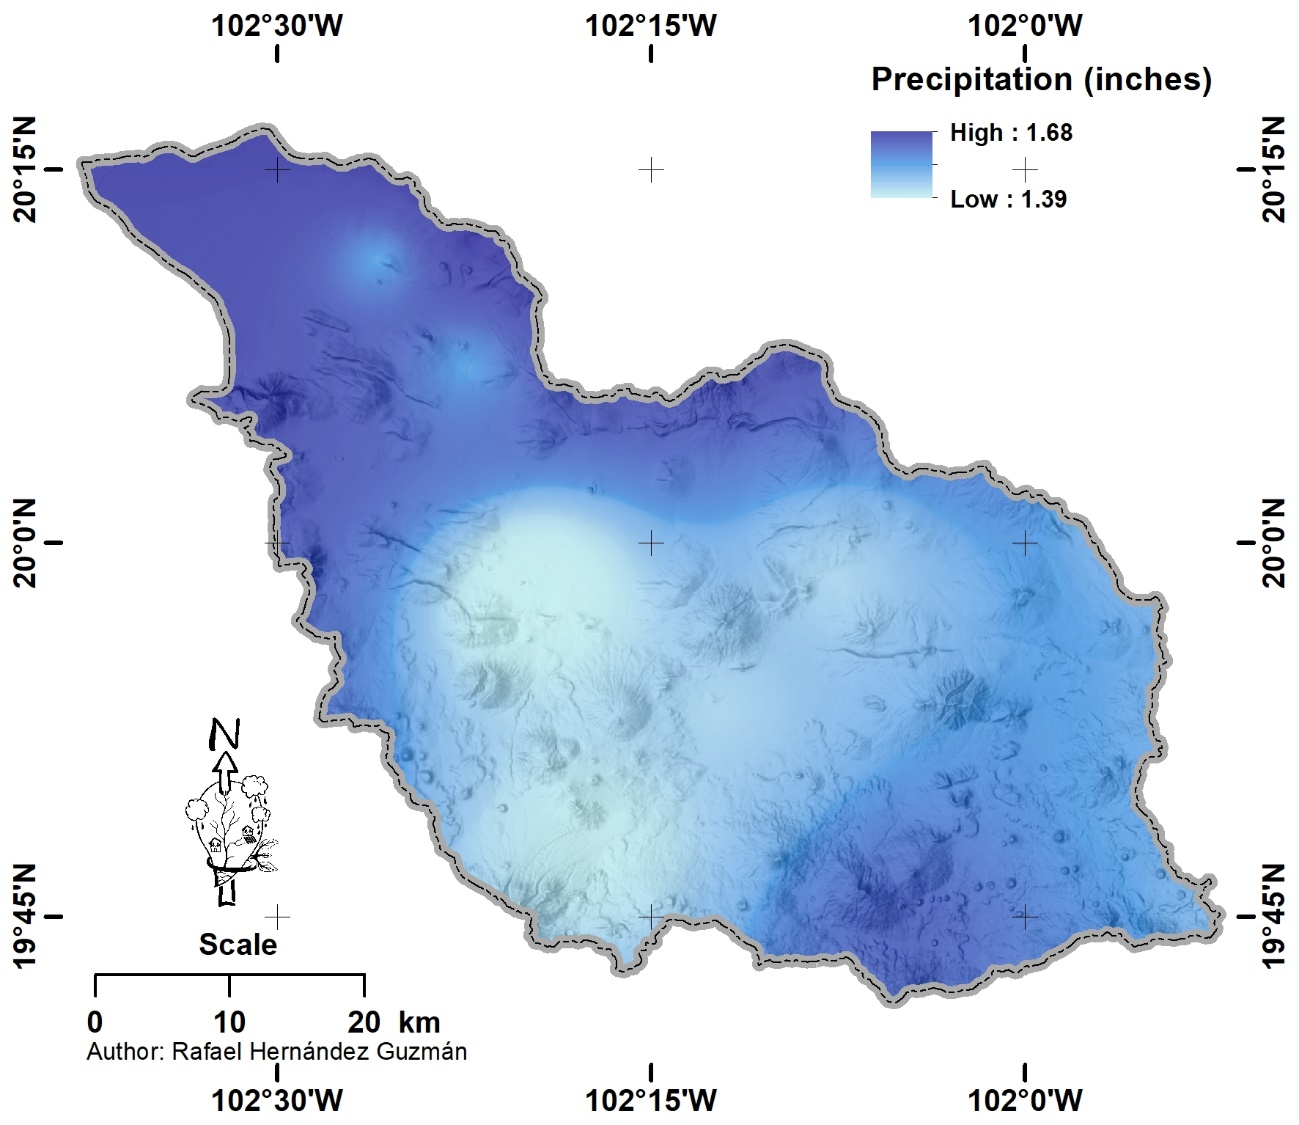 102°30'W 102°15'W 102°0'W
Precipitation (inches)
High : 1.68
Low : 1.39
20°15'N 20°15'N
20°0'N 20°0'N
N
19°45'N 19°45'N
Scale
0 10 20 km
Author: Rafael Hernández Guzmán
102°30'W 102°15'W 102°0'W